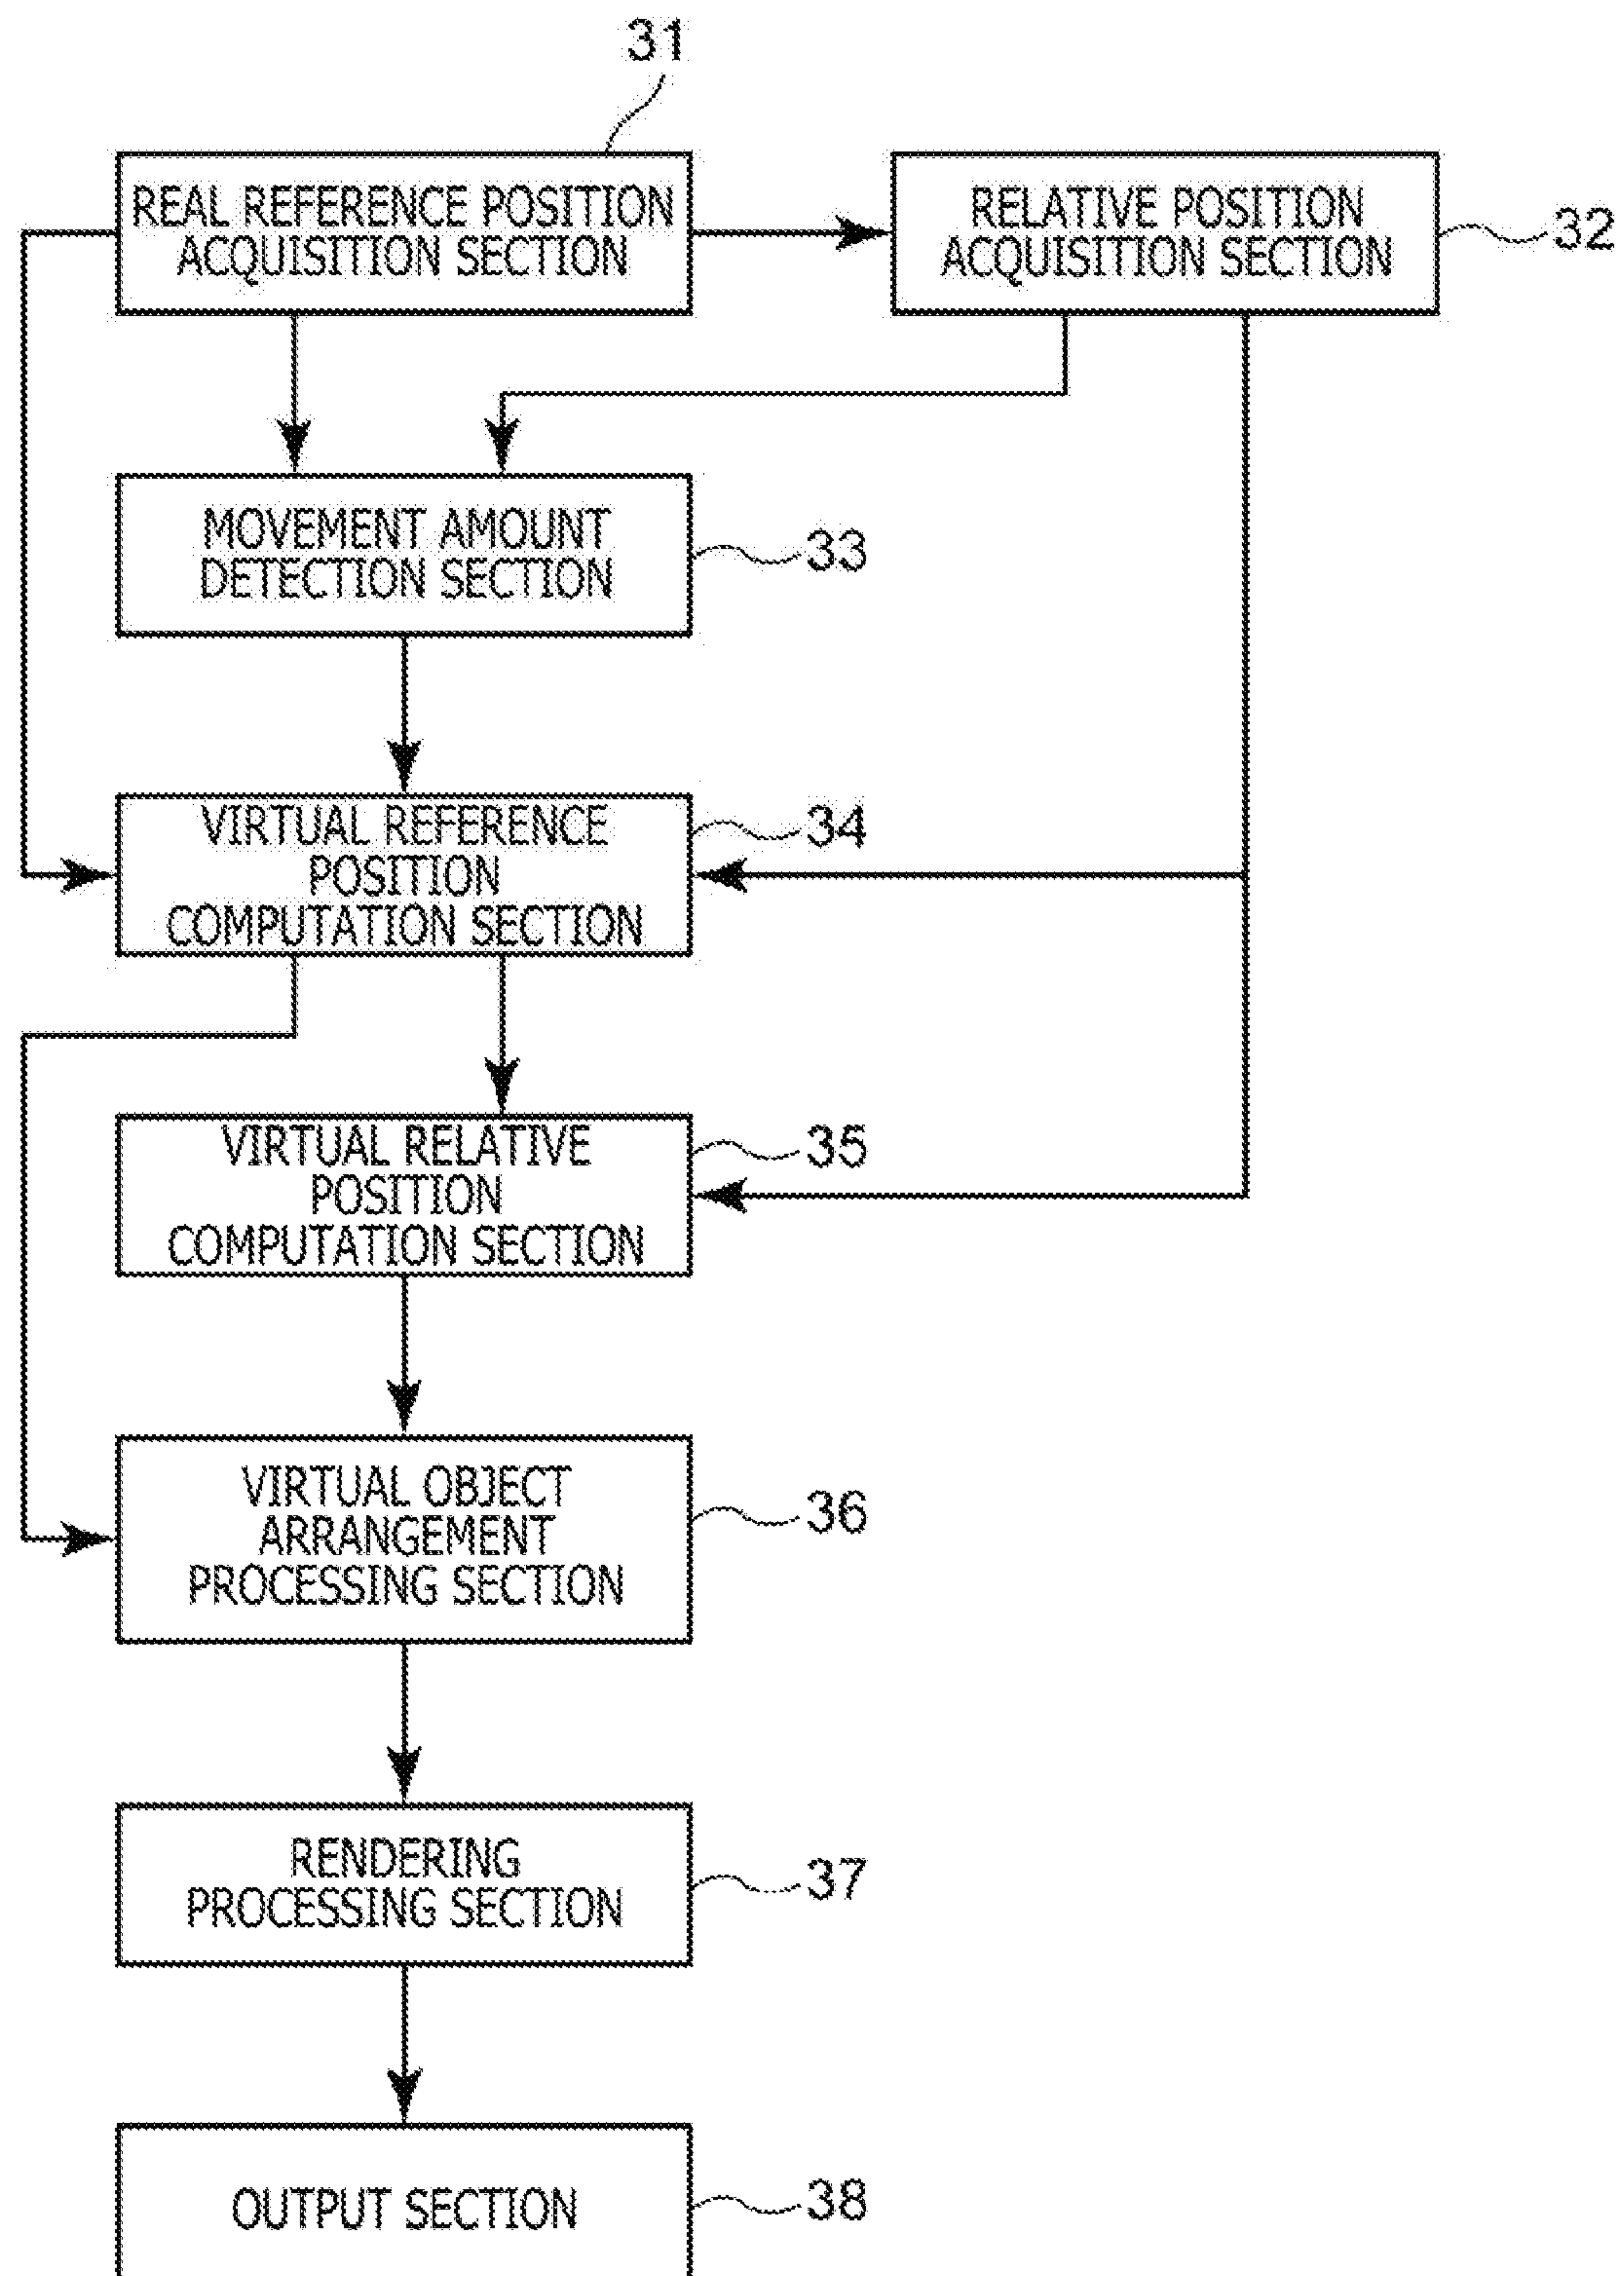 31
REAL REFERENCE POSITION
ACQUISITION SECTION
RELATIVE POSITION
ACQUISITION SECTION
32
MOVEMENT AMOUNT
DETECTION SECTION
33
VIRTUAL REFERENCE
POSITION
COMPUTATION SECTION
34
VIRTUAL RELATIVE
POSITION
COMPUTATION SECTION
35
VIRTUAL OBJECT
ARRANGEMENT
PROCESSING SECTION
36
RENDERING
PROCESSING SECTION
37
OUTPUT SECTION
38